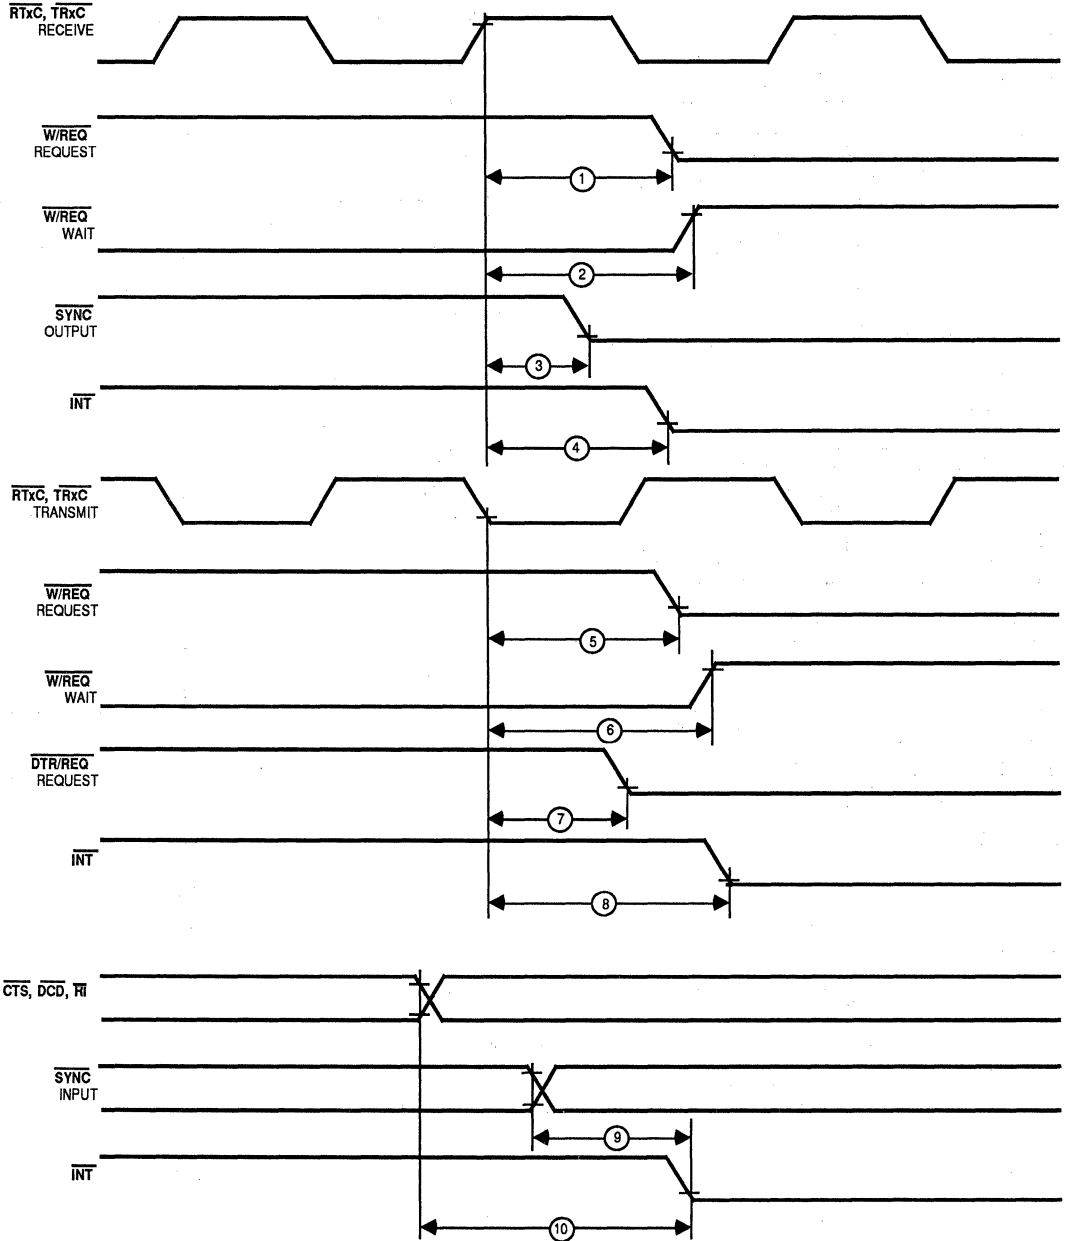 RTxC, TRxC
RECEIVE
W/REQ
REQUEST
1
W/REQ
WAIT
2
SYNC
OUTPUT
3
INT
4
RTxC, TRxC
TRANSMIT
W/REQ
REQUEST
5
W/REQ
WAIT
6
DTR/REQ
REQUEST
7
INT
8
CTS, DCD, RI
SYNC
INPUT
9
INT
10